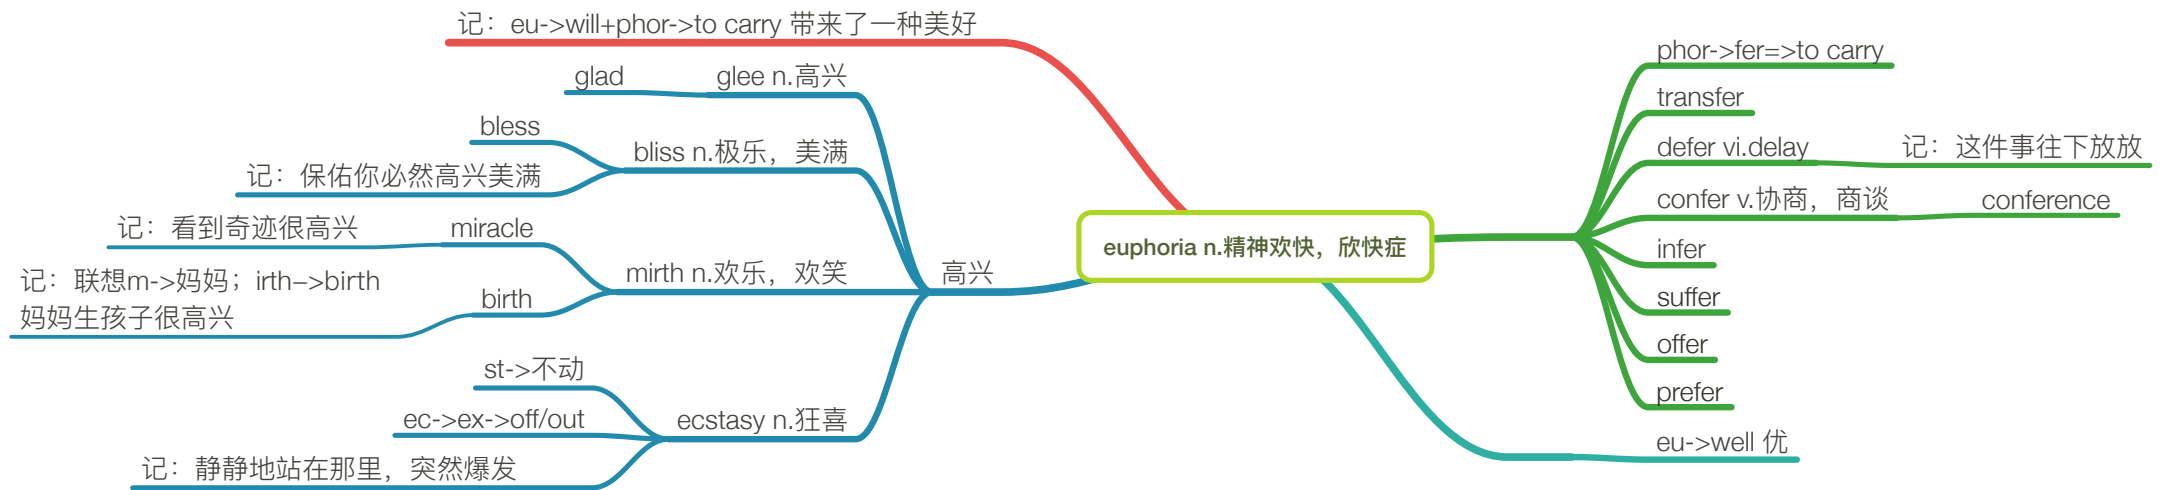 记：eu->will+phor->to carry 带来了一种美好
glad
glee n.高兴
bless
bliss n.极乐，美满
记：保佑你必然高兴美满
记：看到奇迹很高兴
miracle
mirth n.欢乐，欢笑
记：联想m->妈妈；irth–>birth
妈妈生孩子很高兴
birth
高兴
st->不动
ec->ex->off/out
ecstasy n.狂喜
记：静静地站在那里，突然爆发
euphoria n.精神欢快，欣快症
phor->fer=>to carry
transfer
defer vi.delay
记：这件事往下放放
confer v.协商，商谈
conference
infer
suffer
offer
prefer
eu->well 优